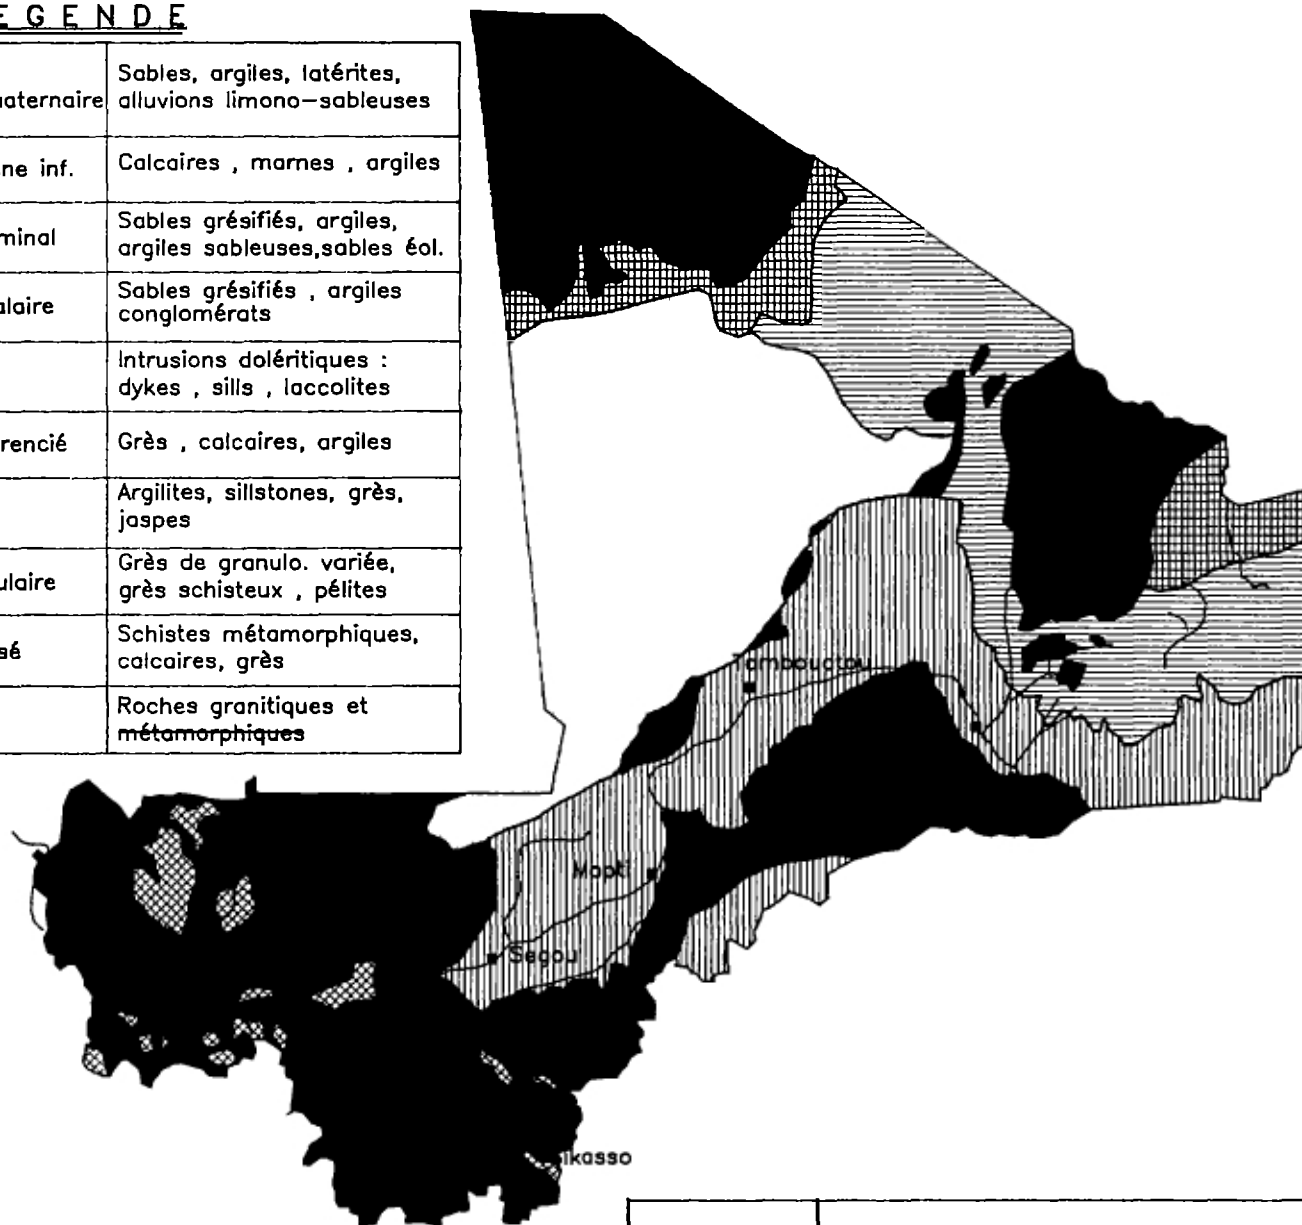 EGENDE
uaternaire
Sables, argiles, latérites,
alluvions limono-sableuses
ne inf.
Calcaires , marnes , argiles
minal
Sables grésifiés, argiles,
argiles sableuses,sables éol.
alaire
Sables grésifiés , argiles
conglomérats
Intrusions doléritiques :
dykes , sills , laccolites
rencié
Grès , calcaires, argiles
Argilites, sillstones, grès,
jaspes
ulaire
Grès de granulo. variée,
grès schisteux , pélites
sé
Schistes métamorphiques,
calcaires, grès
Roches granitiques et
métamorphiques
Tombouctou
Mopti
Segou
ikasso